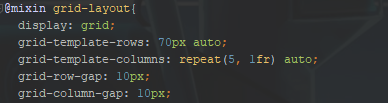 @mixin grid-layout{
display: grid;
grid-template-rows: 70px auto;
grid-template-columns: repeat(5, 1fr) auto;
grid-row-gap: 10px;
grid-column-gap: 10px;